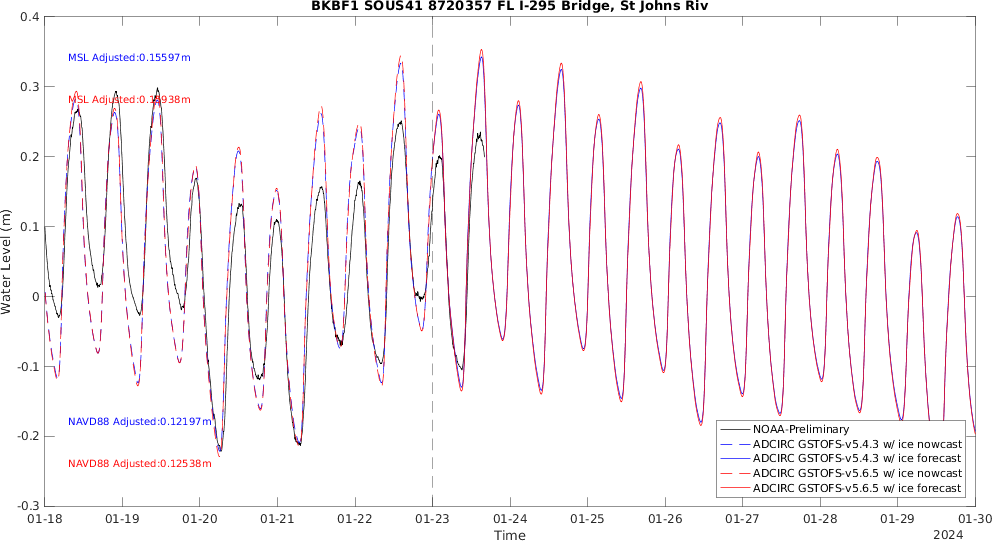 BKBF1 SOUS41 8720357 FL I-295 Bridge, St Johns Riv
0.4
0.3
0.2
0.1
0
-0.1
-0.2
-0.3
Water Level (m)
MSL Adjusted:0.15597m
MSL Adjusted:
NAVD88 Adjusted:0.12197m
NAVD88 Adjusted:0.12538m
NOAA-Preliminary
ADCIRC GSTOFS-v5.4.3 w/ ice nowcast
ADCIRC GSTOFS-v5.4.3 w/ ice forecast
ADCIRC GSTOFS-v5.6.5 w/ ice nowcast
ADCIRC GSTOFS-v5.6.5 w/ ice forecast
01-18 01-19 01-20 01-21 01-22 01-23 01-24 01-25 01-26 01-27 01-28 01-29 01-30
Time
2024